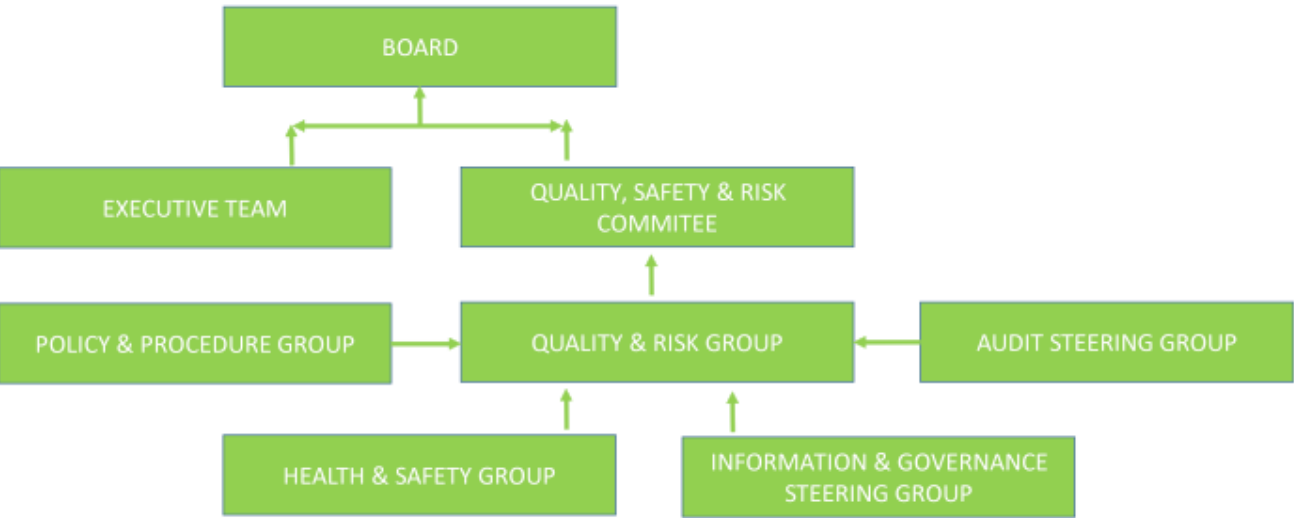 BOARD
EXECUTIVE TEAM
QUALITY, SAFETY & RISK
COMMITEE
POLICY & PROCEDURE GROUP
QUALITY & RISK GROUP
AUDIT STEERING GROUP
HEALTH & SAFETY GROUP
INFORMATION & GOVERNANCE
STEERING GROUP